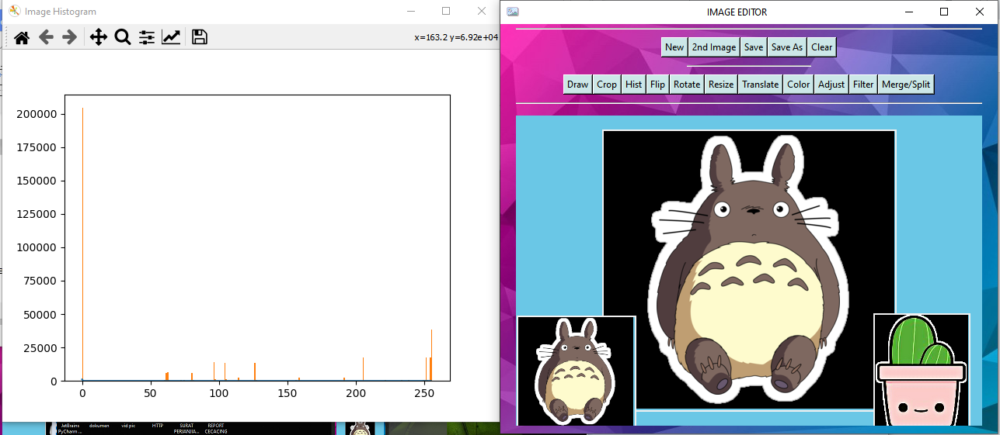 Image Histogram
x=163.2 y=6.92e+04
200000
175000
150000
125000
100000
75000
50000
25000
0
0 50 100 150 200 250
JetBrains dokumen vid pic HTTP SURAT REPORT
PyCharm ... PERJANJIA... CECACING
IMAGE EDITOR
New 2nd Image Save Save As Clear
Draw Crop Hist Flip Rotate Resize Translate Color Adjust Filter Merge/Split